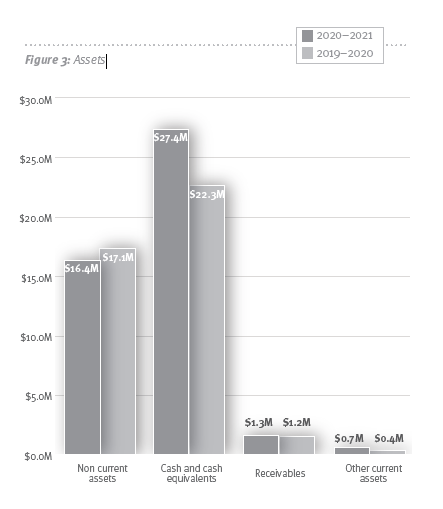 2020–2021
2019–2020
Figure 3: Assets
$30.0M
$25.0M
$20.0M
$15.0M
$10.0M
$5.0M
$0.0M
$16.4M
$17.1M
$27.4M
$22.3M
$1.3M
$1.2M
$0.7M
$0.4M
Non current
assets
Cash and cash
equivalents
Receivables
Other current
assets